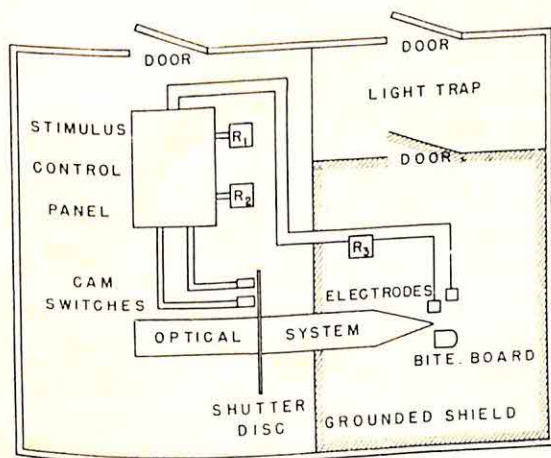 DOOR
DOOR
LIGHT TRAP
STIMULUS
CONTROL
PANEL
R1
R2
DOOR
R3
CAM
SWITCHES
ELECTRODES
OPTICAL SYSTEM
BITE. BOARD
SHUTTER
DISC
GROUNDED SHIELD